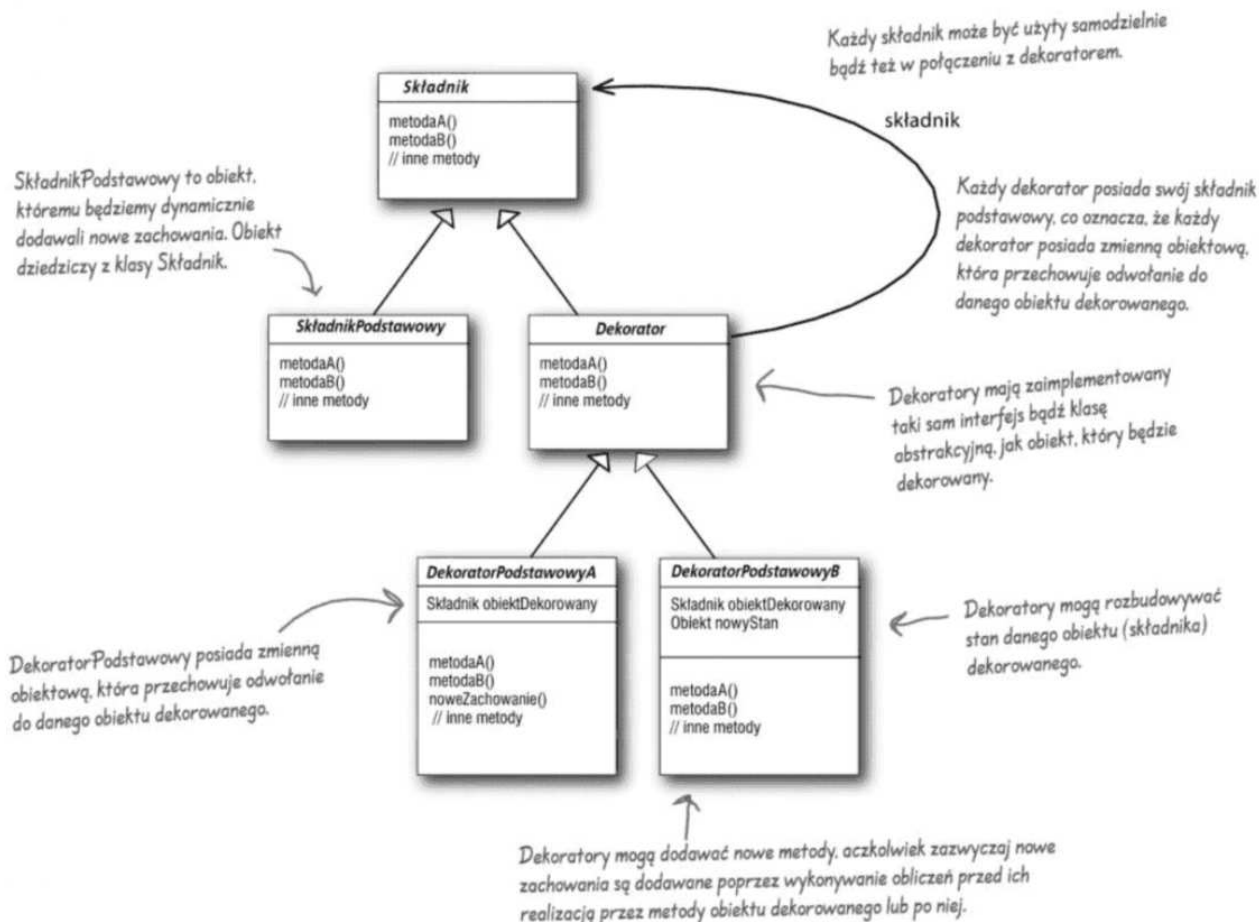 Każdy składnik może być użyty samodzielnie
bądź też w połączeniu z dekoratorem.
Składnik
metodaA()
metodaB()
// inne metody
składnik
SkładnikPodstawowy to obiekt,
któremu będziemy dynamicznie
dodawali nowe zachowania. Obiekt
dziedziczy z klasy Składnik.
Każdy dekorator posiada swój składnik
podstawowy, co oznacza, że każdy
dekorator posiada zmienną obiektową,
która przechowuje odwołanie do
danego obiektu dekorowanego.
SkładnikPodstawowy
metodaA()
metodaB()
// inne metody
Dekorator
metodaA()
metodaB()
// inne metody
Dekoratory mają zaimplementowany
taki sam interfejs bądź klasę
abstrakcyjną, jak obiekt, który będzie
dekorowany.
DekoratorPodstawowyA
Składnik obiektDekorowany
metodaA()
metodaB()
noweZachowanie()
// inne metody
DekoratorPodstawowyB
Składnik obiektDekorowany
Obiekt nowyStan
metodaA()
metodaB()
// inne metody
DekoratorPodstawowy posiada zmienną
obiektową, która przechowuje odwołanie
do danego obiektu dekorowanego.
Dekoratory mogą rozbudowywać
stan danego obiektu (składnika)
dekorowanego.
Dekoratory mogą dodawać nowe metody, aczkolwiek zazwyczaj nowe
zachowania są dodawane poprzez wykonywanie obliczeń przed ich
realizacją przez metody obiektu dekorowanego lub po niej.